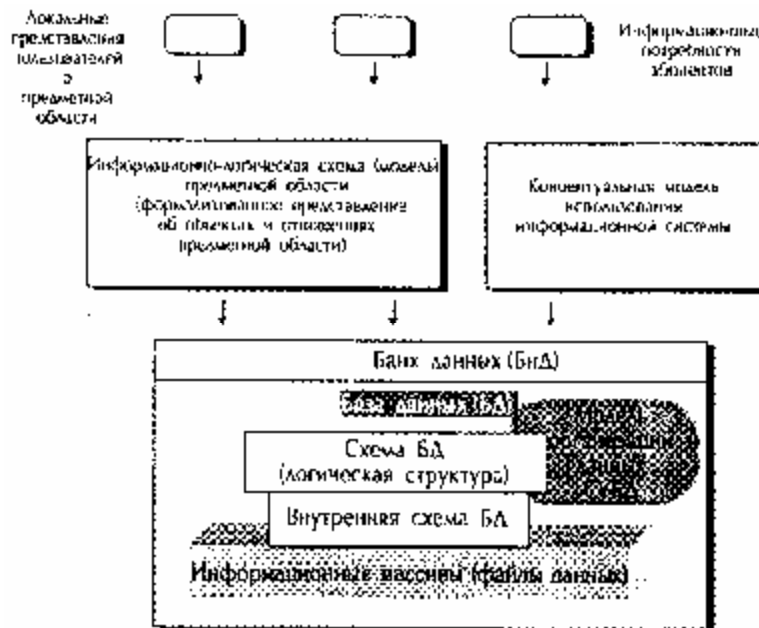 Локальные
представления
пользователей
о
предметной
области
Информационные
потребности
абонентов
Информационно-логическая схема (модель)
предметной области
(формализованное представление
об объектах и отношениях
предметной области)
Концептуальная модель
использования
информационной системы
Банк данных (БнД)
База данных (БД)
Схема БД
(логическая структура)
Внутренняя схема БД
Информационные массивы (файлы данных)